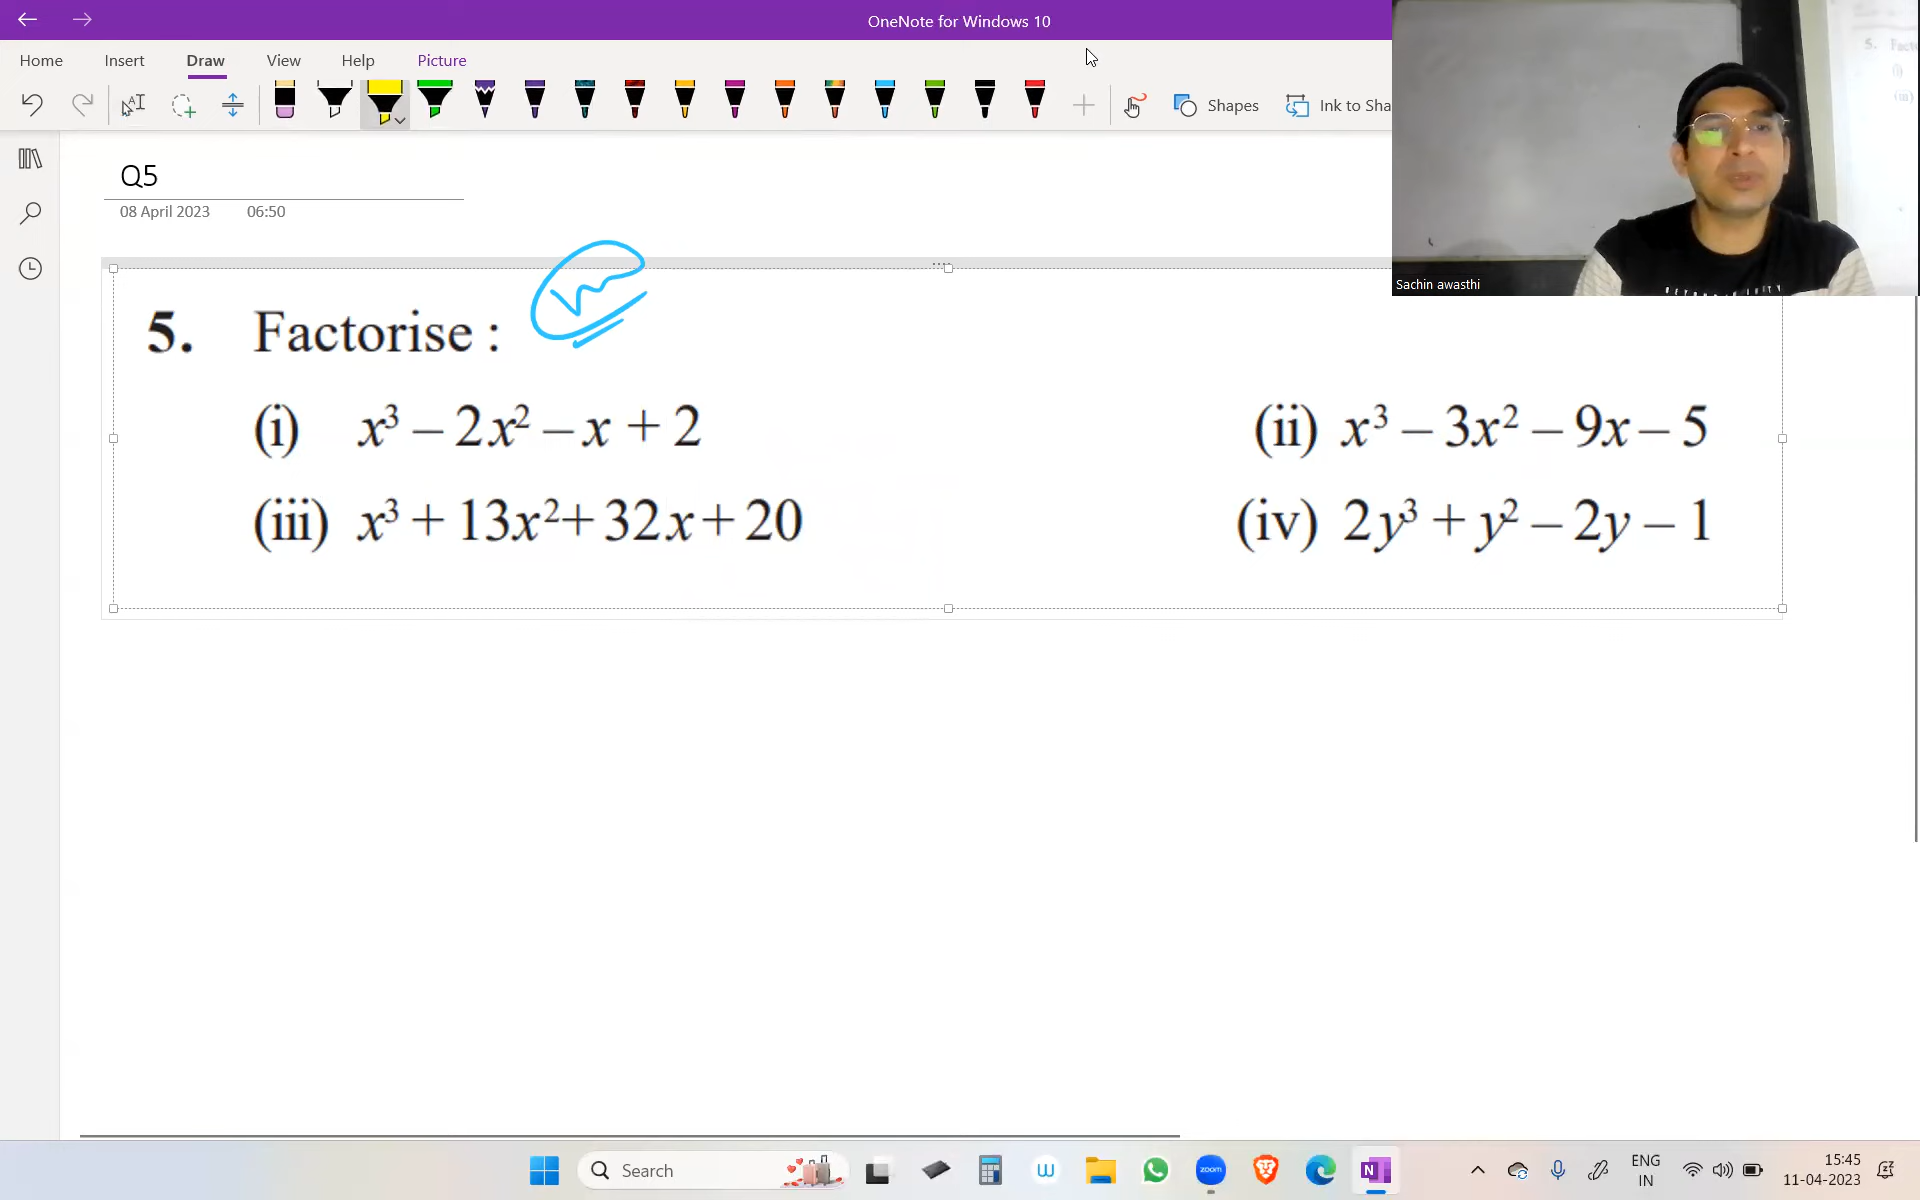 OneNote for Windows 10
Home Insert Draw View Help Picture
Shapes Ink to Sha
Q5
08 April 2023 06:50
Sachin awasthi
5. Factorise :
(i) x³ – 2x² – x + 2 (ii) x³ – 3x² – 9x – 5
(iii) x³ + 13x² + 32x + 20 (iv) 2y³ + y² – 2y – 1
Search
zoom
ENG
IN
15:45
11-04-2023